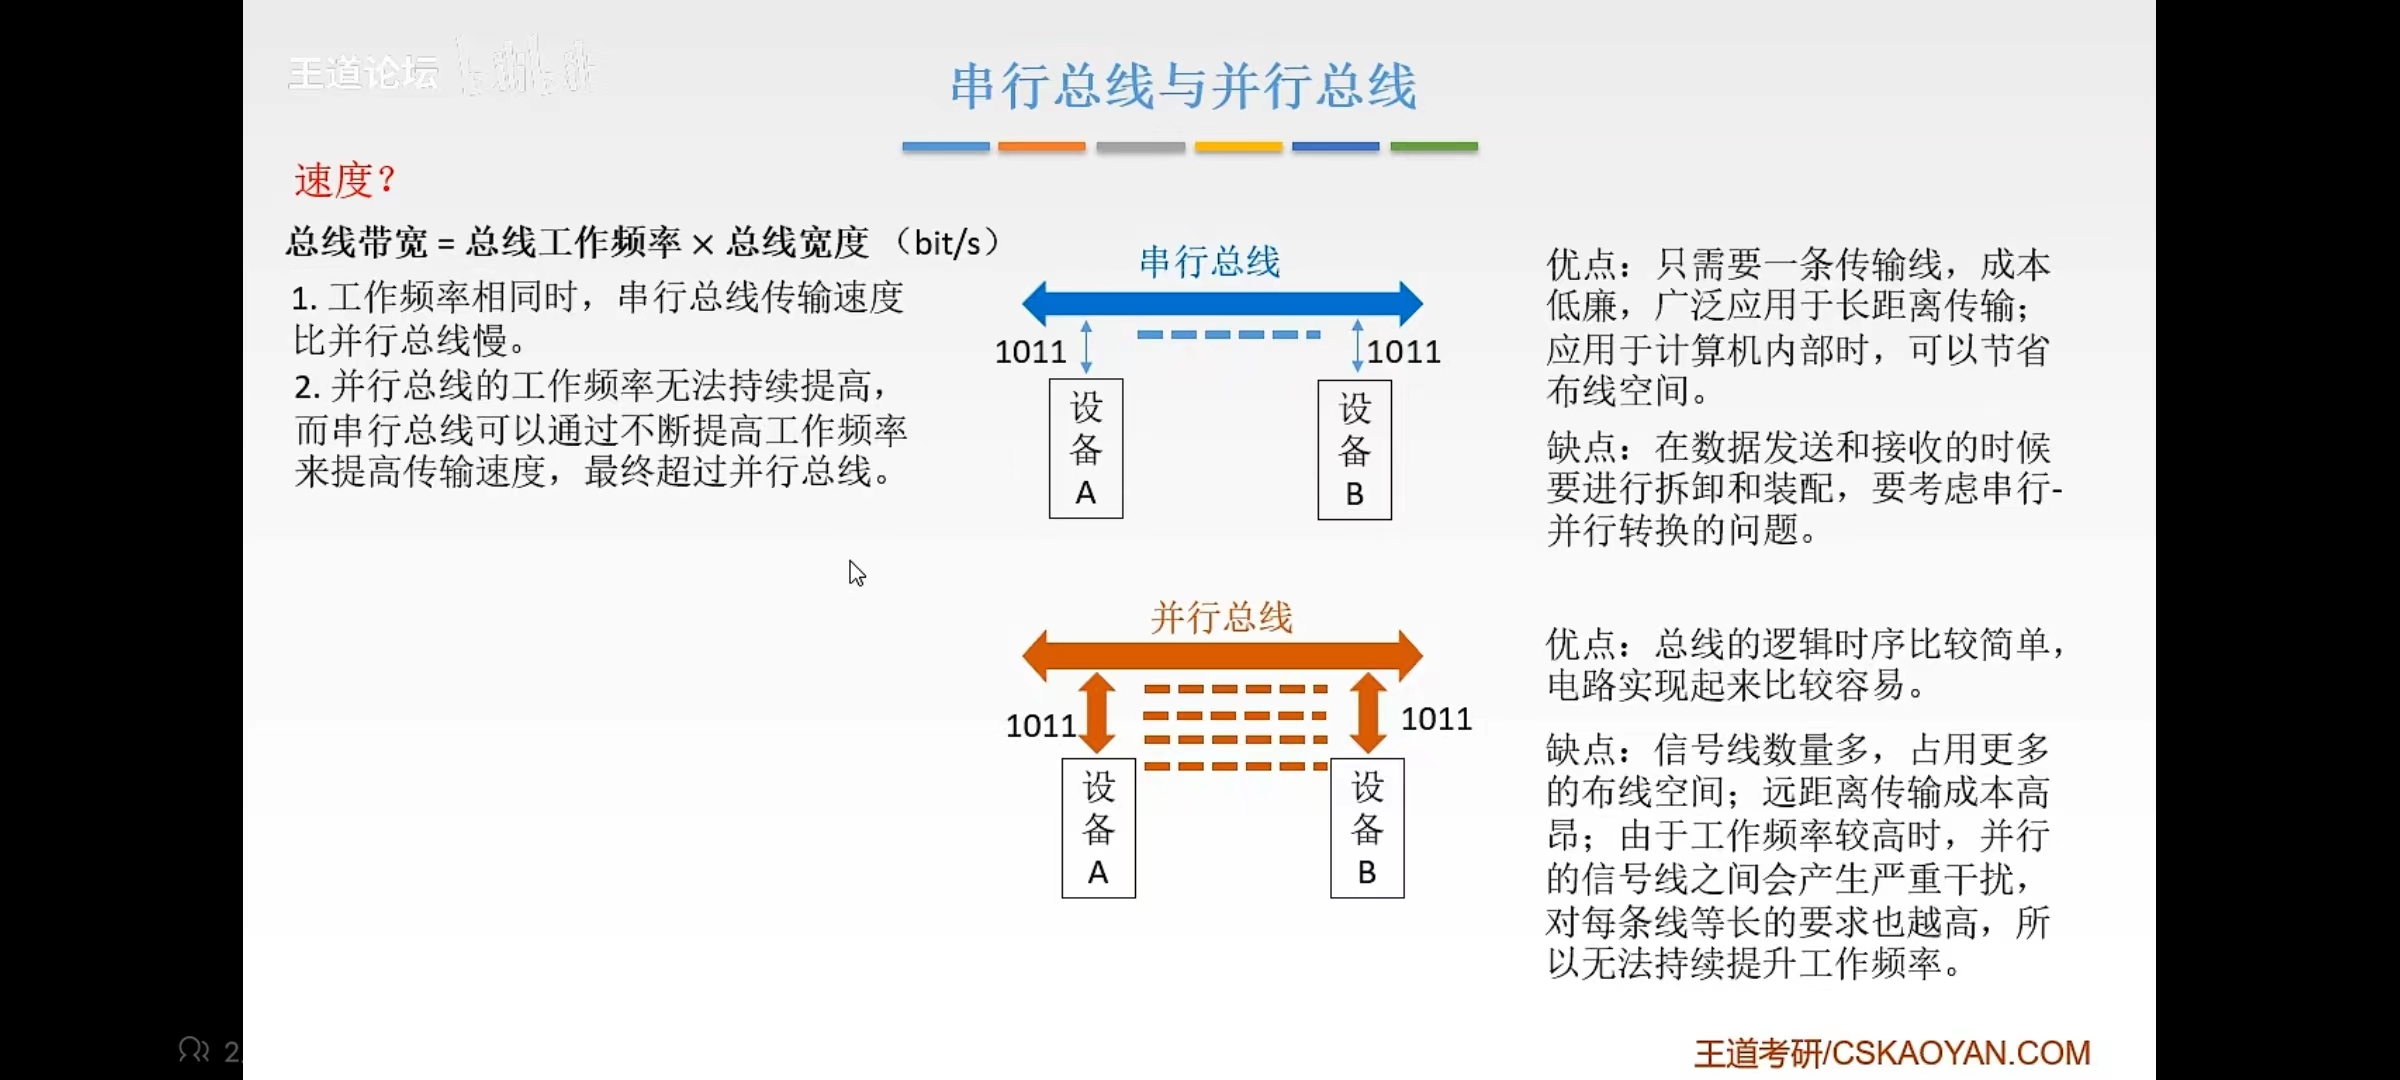 王道论坛
串行总线与并行总线
速度？
总线带宽 = 总线工作频率 × 总线宽度 （bit/s）
1. 工作频率相同时，串行总线传输速度
比并行总线慢。
2. 并行总线的工作频率无法持续提高，
而串行总线可以通过不断提高工作频率
来提高传输速度，最终超过并行总线。
串行总线
1011
1011
设
备
A
设
备
B
优点：只需要一条传输线，成本
低廉，广泛应用于长距离传输；
应用于计算机内部时，可以节省
布线空间。
缺点：在数据发送和接收的时候
要进行拆卸和装配，要考虑串行-
并行转换的问题。
并行总线
1011
1011
设
备
A
设
备
B
优点：总线的逻辑时序比较简单，
电路实现起来比较容易。
缺点：信号线数量多，占用更多
的布线空间；远距离传输成本高
昂；由于工作频率较高时，并行
的信号线之间会产生严重干扰，
对每条线等长的要求也越高，所
以无法持续提升工作频率。
王道考研/CSKAOYAN.COM